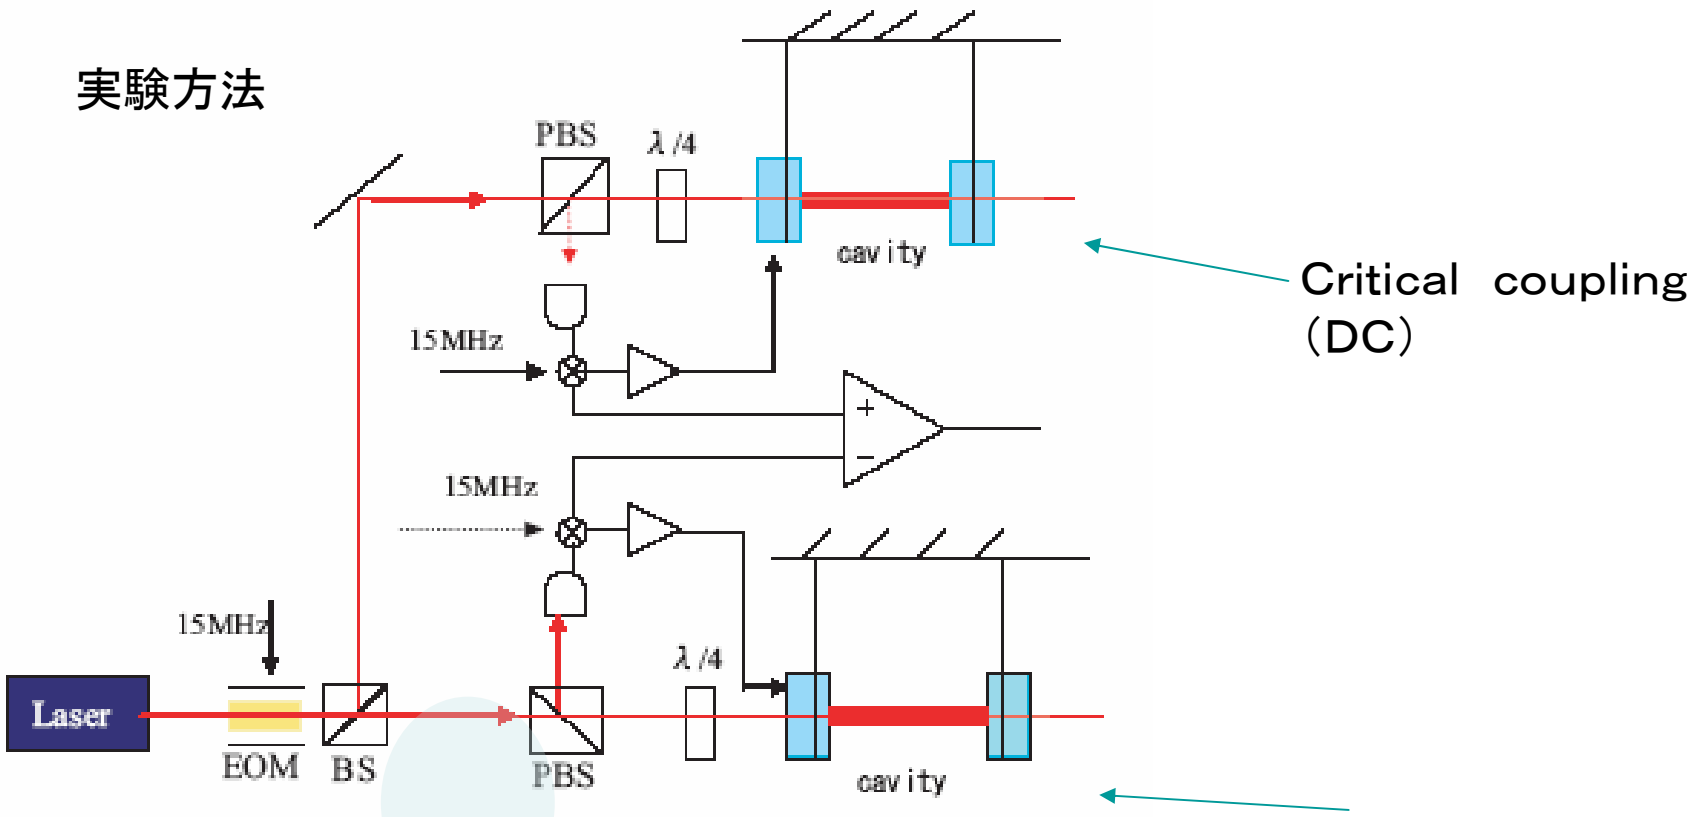 実験方法
PBS
λ/4
cavity
Critical coupling
(DC)
15MHz
+
−
15MHz
15MHz
λ/4
Laser
EOM
BS
PBS
cavity